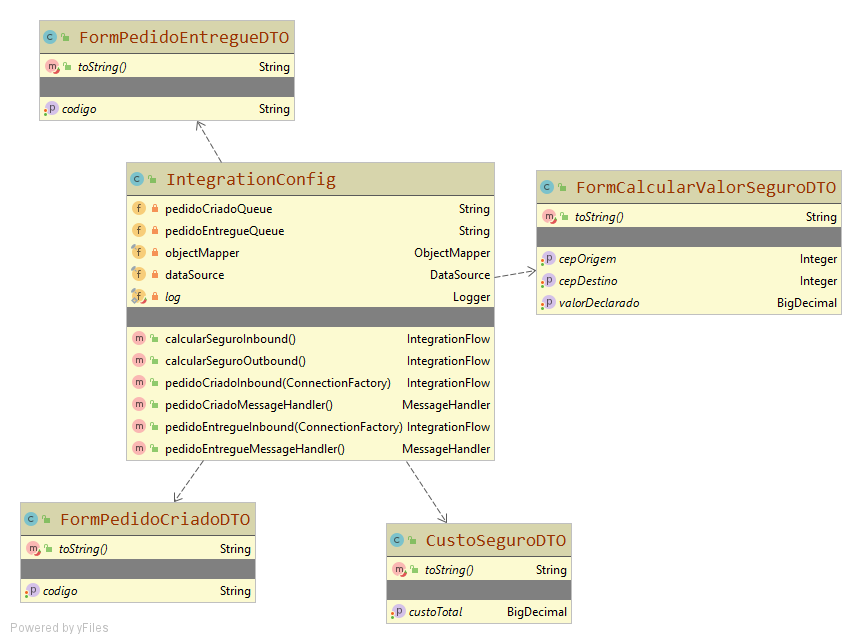 FormPedidoEntregueDTO
toString() String
codigo String
IntegrationConfig
pedidoCriadoQueue String
pedidoEntregueQueue String
objectMapper ObjectMapper
dataSource DataSource
log Logger
calcularSeguroInbound() IntegrationFlow
calcularSeguroOutbound() IntegrationFlow
pedidoCriadoInbound(ConnectionFactory) IntegrationFlow
pedidoCriadoMessageHandler() MessageHandler
pedidoEntregueInbound(ConnectionFactory) IntegrationFlow
pedidoEntregueMessageHandler() MessageHandler
FormCalcularValorSeguroDTO
toString() String
cepOrigem Integer
cepDestino Integer
valorDeclarado BigDecimal
FormPedidoCriadoDTO
toString() String
codigo String
CustoSeguroDTO
toString() String
custoTotal BigDecimal
Powered by yFiles